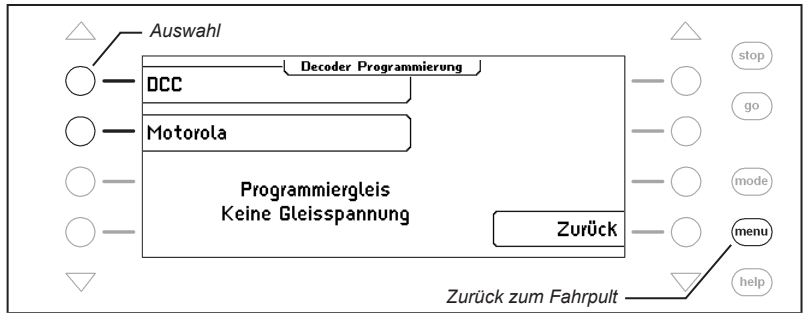 Auswahl
stop
Decoder Programmierung
DCC
go
Motorola
Programmiergleis
mode
Keine Gleisspannung
Zurück
menu
help
Zurück zum Fahrpult